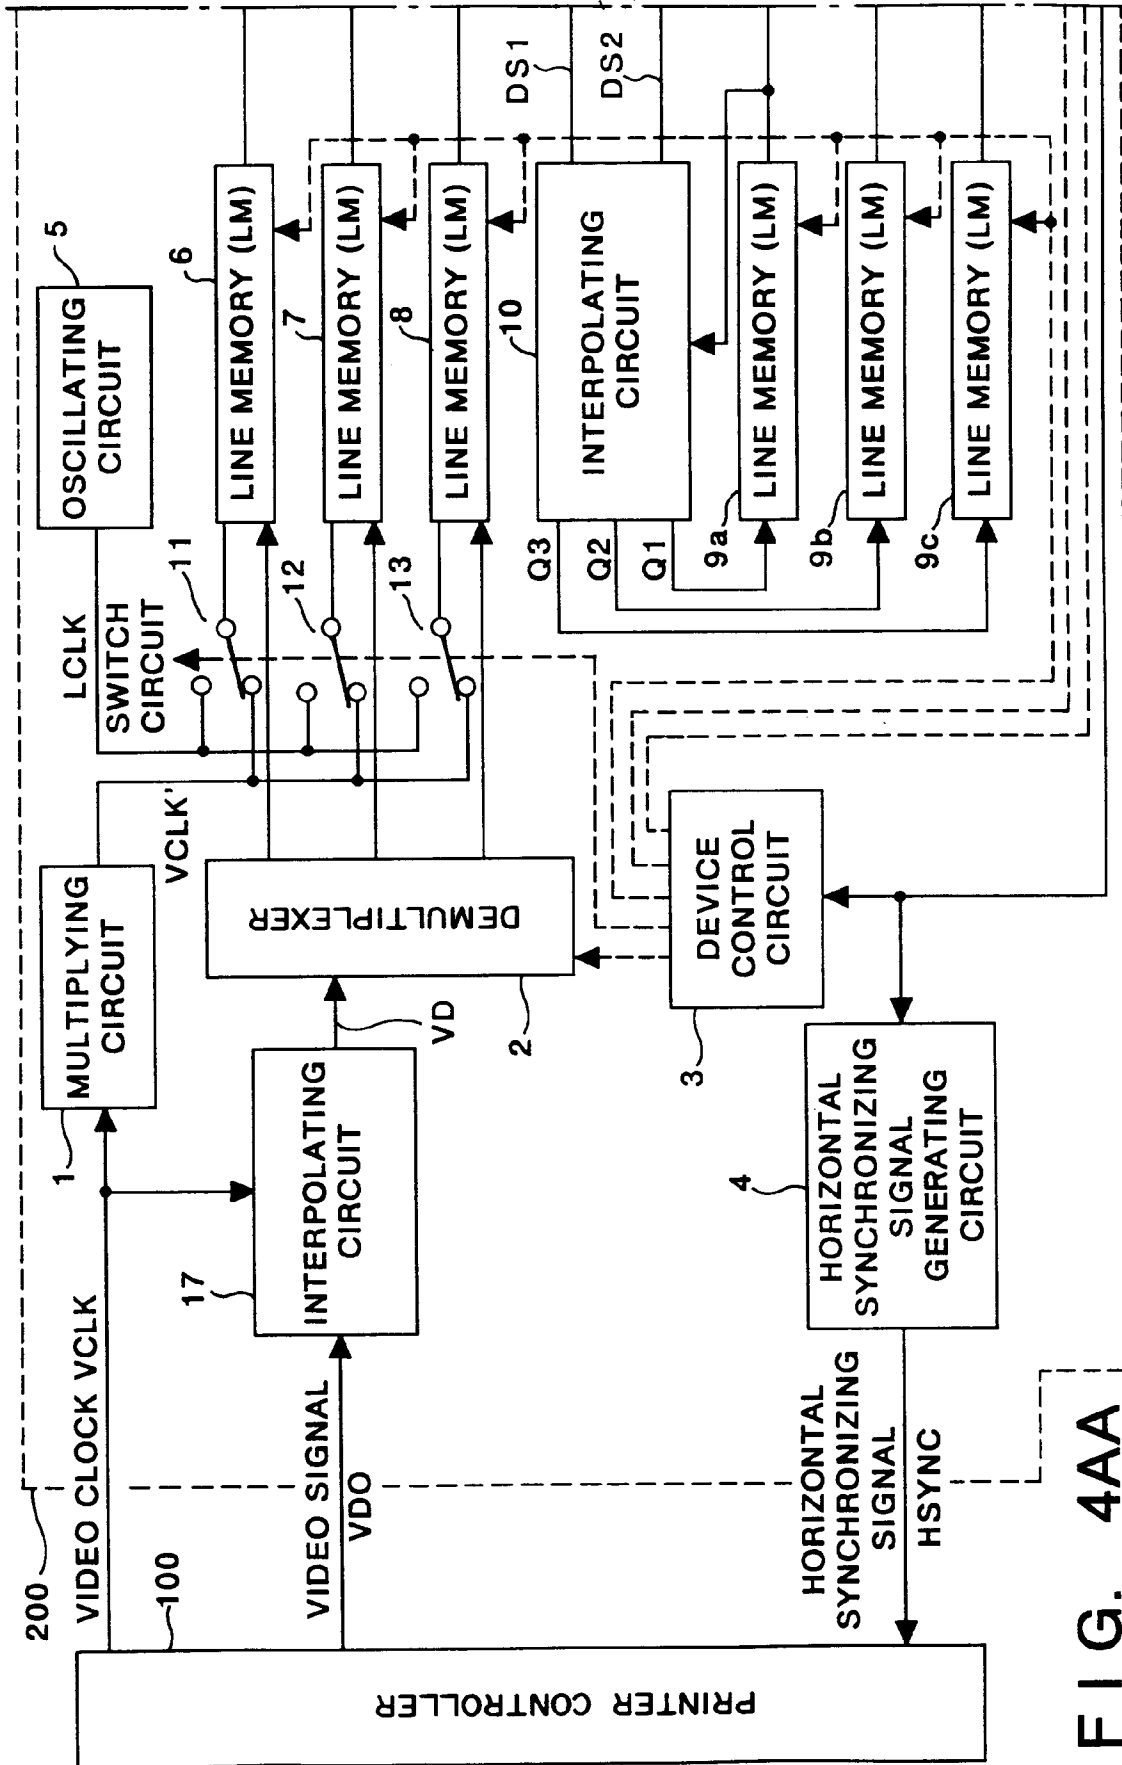 200
VIDEO CLOCK VCLK
100
PRINTER CONTROLLER
VIDEO SIGNAL
VDO
HORIZONTAL
SYNCHRONIZING
SIGNAL
HSYNC
1
MULTIPLYING
CIRCUIT
17
INTERPOLATING
CIRCUIT
VD
4
HORIZONTAL
SYNCHRONIZING
SIGNAL
GENERATING
CIRCUIT
VCLK'
DEMULTIPLEXER
2
3
DEVICE
CONTROL
CIRCUIT
LCLK
SWITCH
CIRCUIT
11
12
13
OSCILLATING
CIRCUIT
5
6
LINE MEMORY (LM)
7
LINE MEMORY (LM)
8
LINE MEMORY (LM)
10
INTERPOLATING
CIRCUIT
Q3
Q2
Q1
9a
LINE MEMORY (LM)
9b
LINE MEMORY (LM)
9c
LINE MEMORY (LM)
DS1
DS2
FIG. 4AA